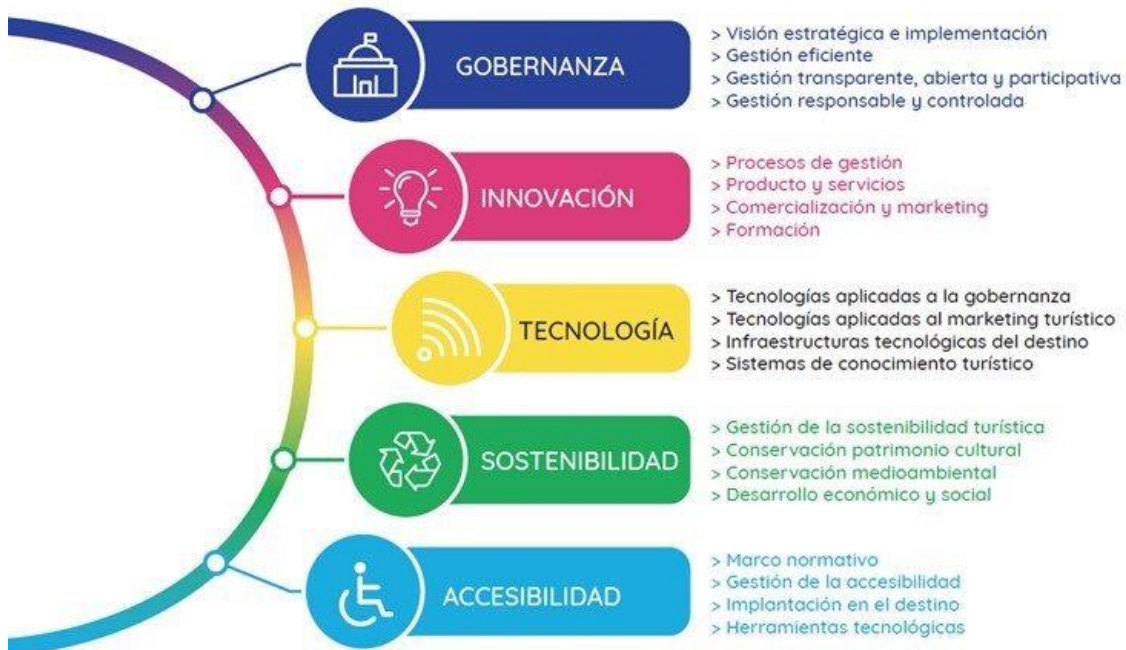 GOBERNANZA
> Visión estratégica e implementación
> Gestión eficiente
> Gestión transparente, abierta y participativa
> Gestión responsable y controlada
INNOVACIÓN
> Procesos de gestión
> Producto y servicios
> Comercialización y marketing
> Formación
TECNOLOGÍA
> Tecnologías aplicadas a la gobernanza
> Tecnologías aplicadas al marketing turístico
> Infraestructuras tecnológicas del destino
> Sistemas de conocimiento turístico
SOSTENIBILIDAD
> Gestión de la sostenibilidad turística
> Conservación patrimonio cultural
> Conservación medioambiental
> Desarrollo económico y social
ACCESIBILIDAD
> Marco normativo
> Gestión de la accesibilidad
> Implantación en el destino
> Herramientas tecnológicas